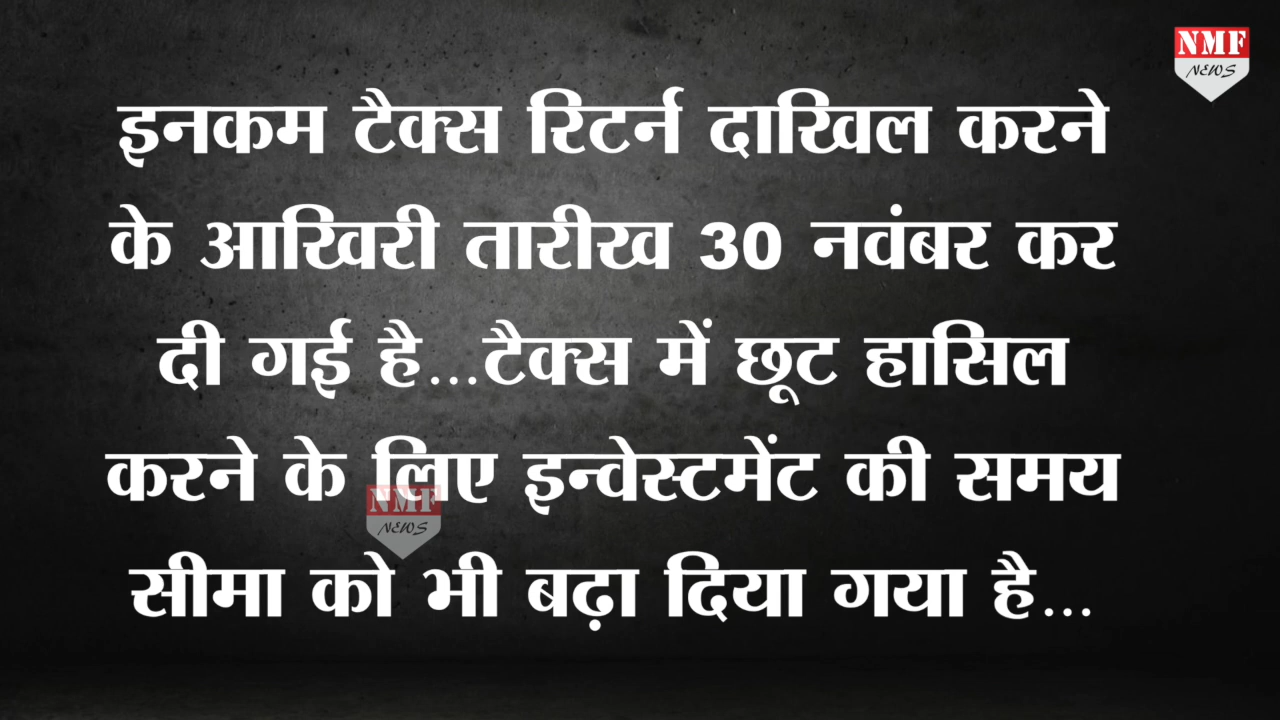 NMF
NEWS
इनकम टैक्स रिटर्न दाखिल करने
के आखिरी तारीख 30 नवंबर कर
दी गई है...टैक्स में छूट हासिल
करने के लिए इन्वेस्टमेंट की समय
NMF
NEWS
सीमा को भी बढ़ा दिया गया है...